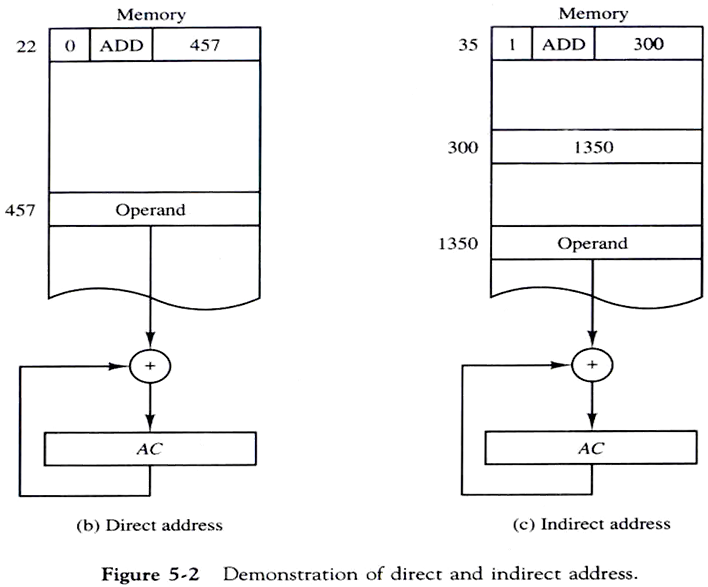 Memory
22 0 ADD 457
457 Operand
+
AC
(b) Direct address
Memory
35 1 ADD 300
300 1350
1350 Operand
+
AC
(c) Indirect address
Figure 5-2 Demonstration of direct and indirect address.